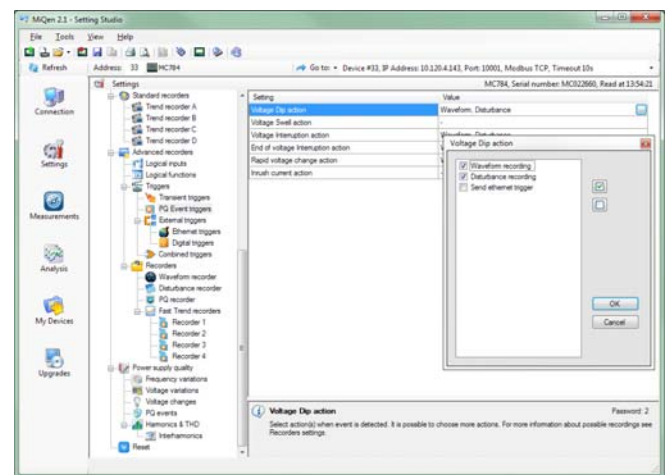 MiQen 2.1 - Setting Studio
File Tools View Help
Refresh Address: 33 MC784 Go to: Device #33, IP Address: 10.120.4.143, Port: 10001, Modbus TCP, Timeout 10s
Settings MC784, Serial number: MC022660, Read at 13:54:21
Connection
Settings
Measurements
Analysis
My Devices
Upgrades
Standard recorders
Trend recorder A
Trend recorder B
Trend recorder C
Trend recorder D
Advanced recorders
Logical inputs
Logical functions
Triggers
Transient triggers
PQ Event triggers
External triggers
Ethernet triggers
Digital triggers
Combined triggers
Recorders
Waveform recorder
Disturbance recorder
PQ recorder
Fast Trend recorders
Recorder 1
Recorder 2
Recorder 3
Recorder 4
Power supply quality
Frequency variations
Voltage variations
Voltage changes
PQ events
Harmonics & THD
Interharmonics
Reset
Setting Value
Voltage Dip action Waveform, Disturbance
Voltage Swell action -
Voltage Interruption action Waveform, Disturbance
End of voltage Interruption action
Rapid voltage change action
Inrush current action
Voltage Dip action
Waveform recording
Disturbance recording
Send ethernet trigger
OK
Cancel
Voltage Dip action Password: 2
Select action(s) when event is detected. It is possible to choose more actions. For more information about possible recordings see
Recorders settings.